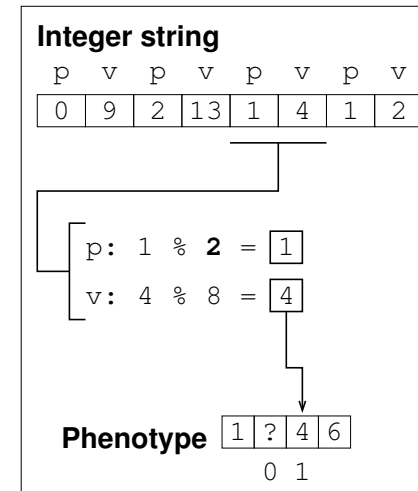 Integer string
p v p v p v p v
0 9 2 13 1 4 1 2
p: 1 % 2 = 1
v: 4 % 8 = 4
Phenotype 1 ? 4 6
0 1